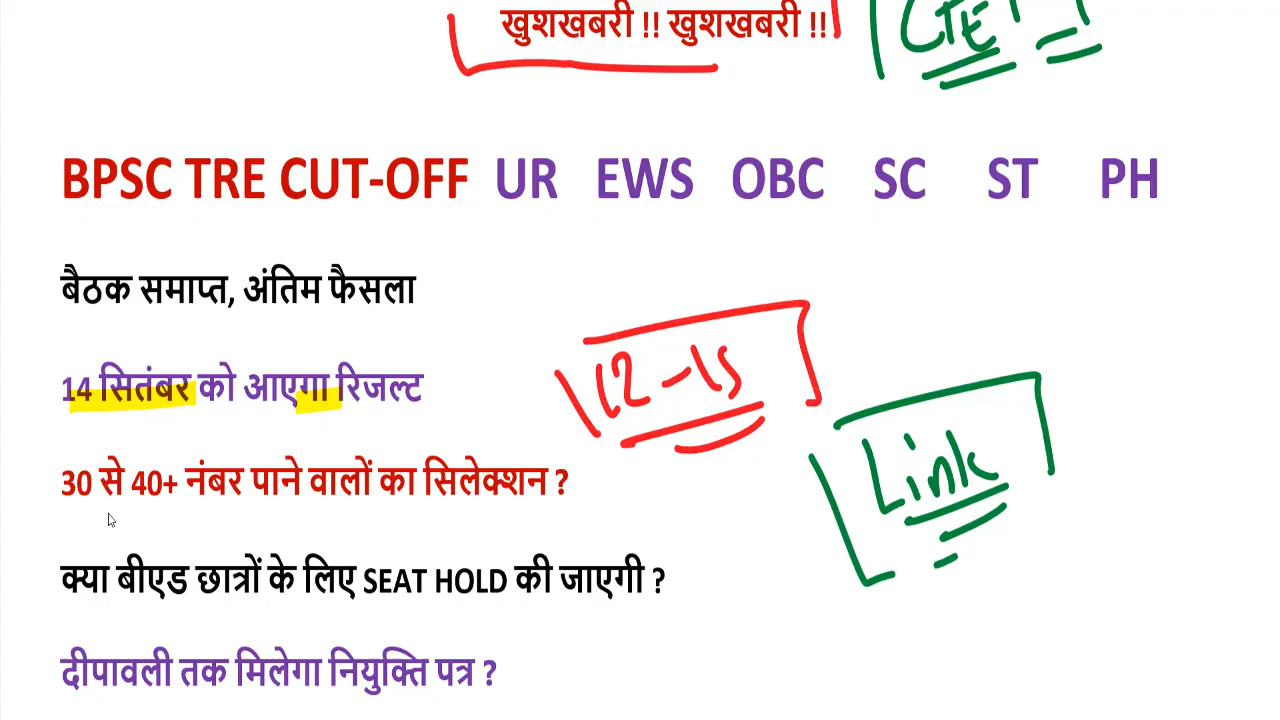 खुशखबरी !! खुशखबरी !!
CTET
BPSC TRE CUT-OFF UR EWS OBC SC ST PH
बैठक समाप्त, अंतिम फैसला
14 सितंबर को आएगा रिजल्ट
12-15
Link
30 से 40+ नंबर पाने वालों का सिलेक्शन ?
क्या बीएड छात्रों के लिए SEAT HOLD की जाएगी ?
दीपावली तक मिलेगा नियुक्ति पत्र ?